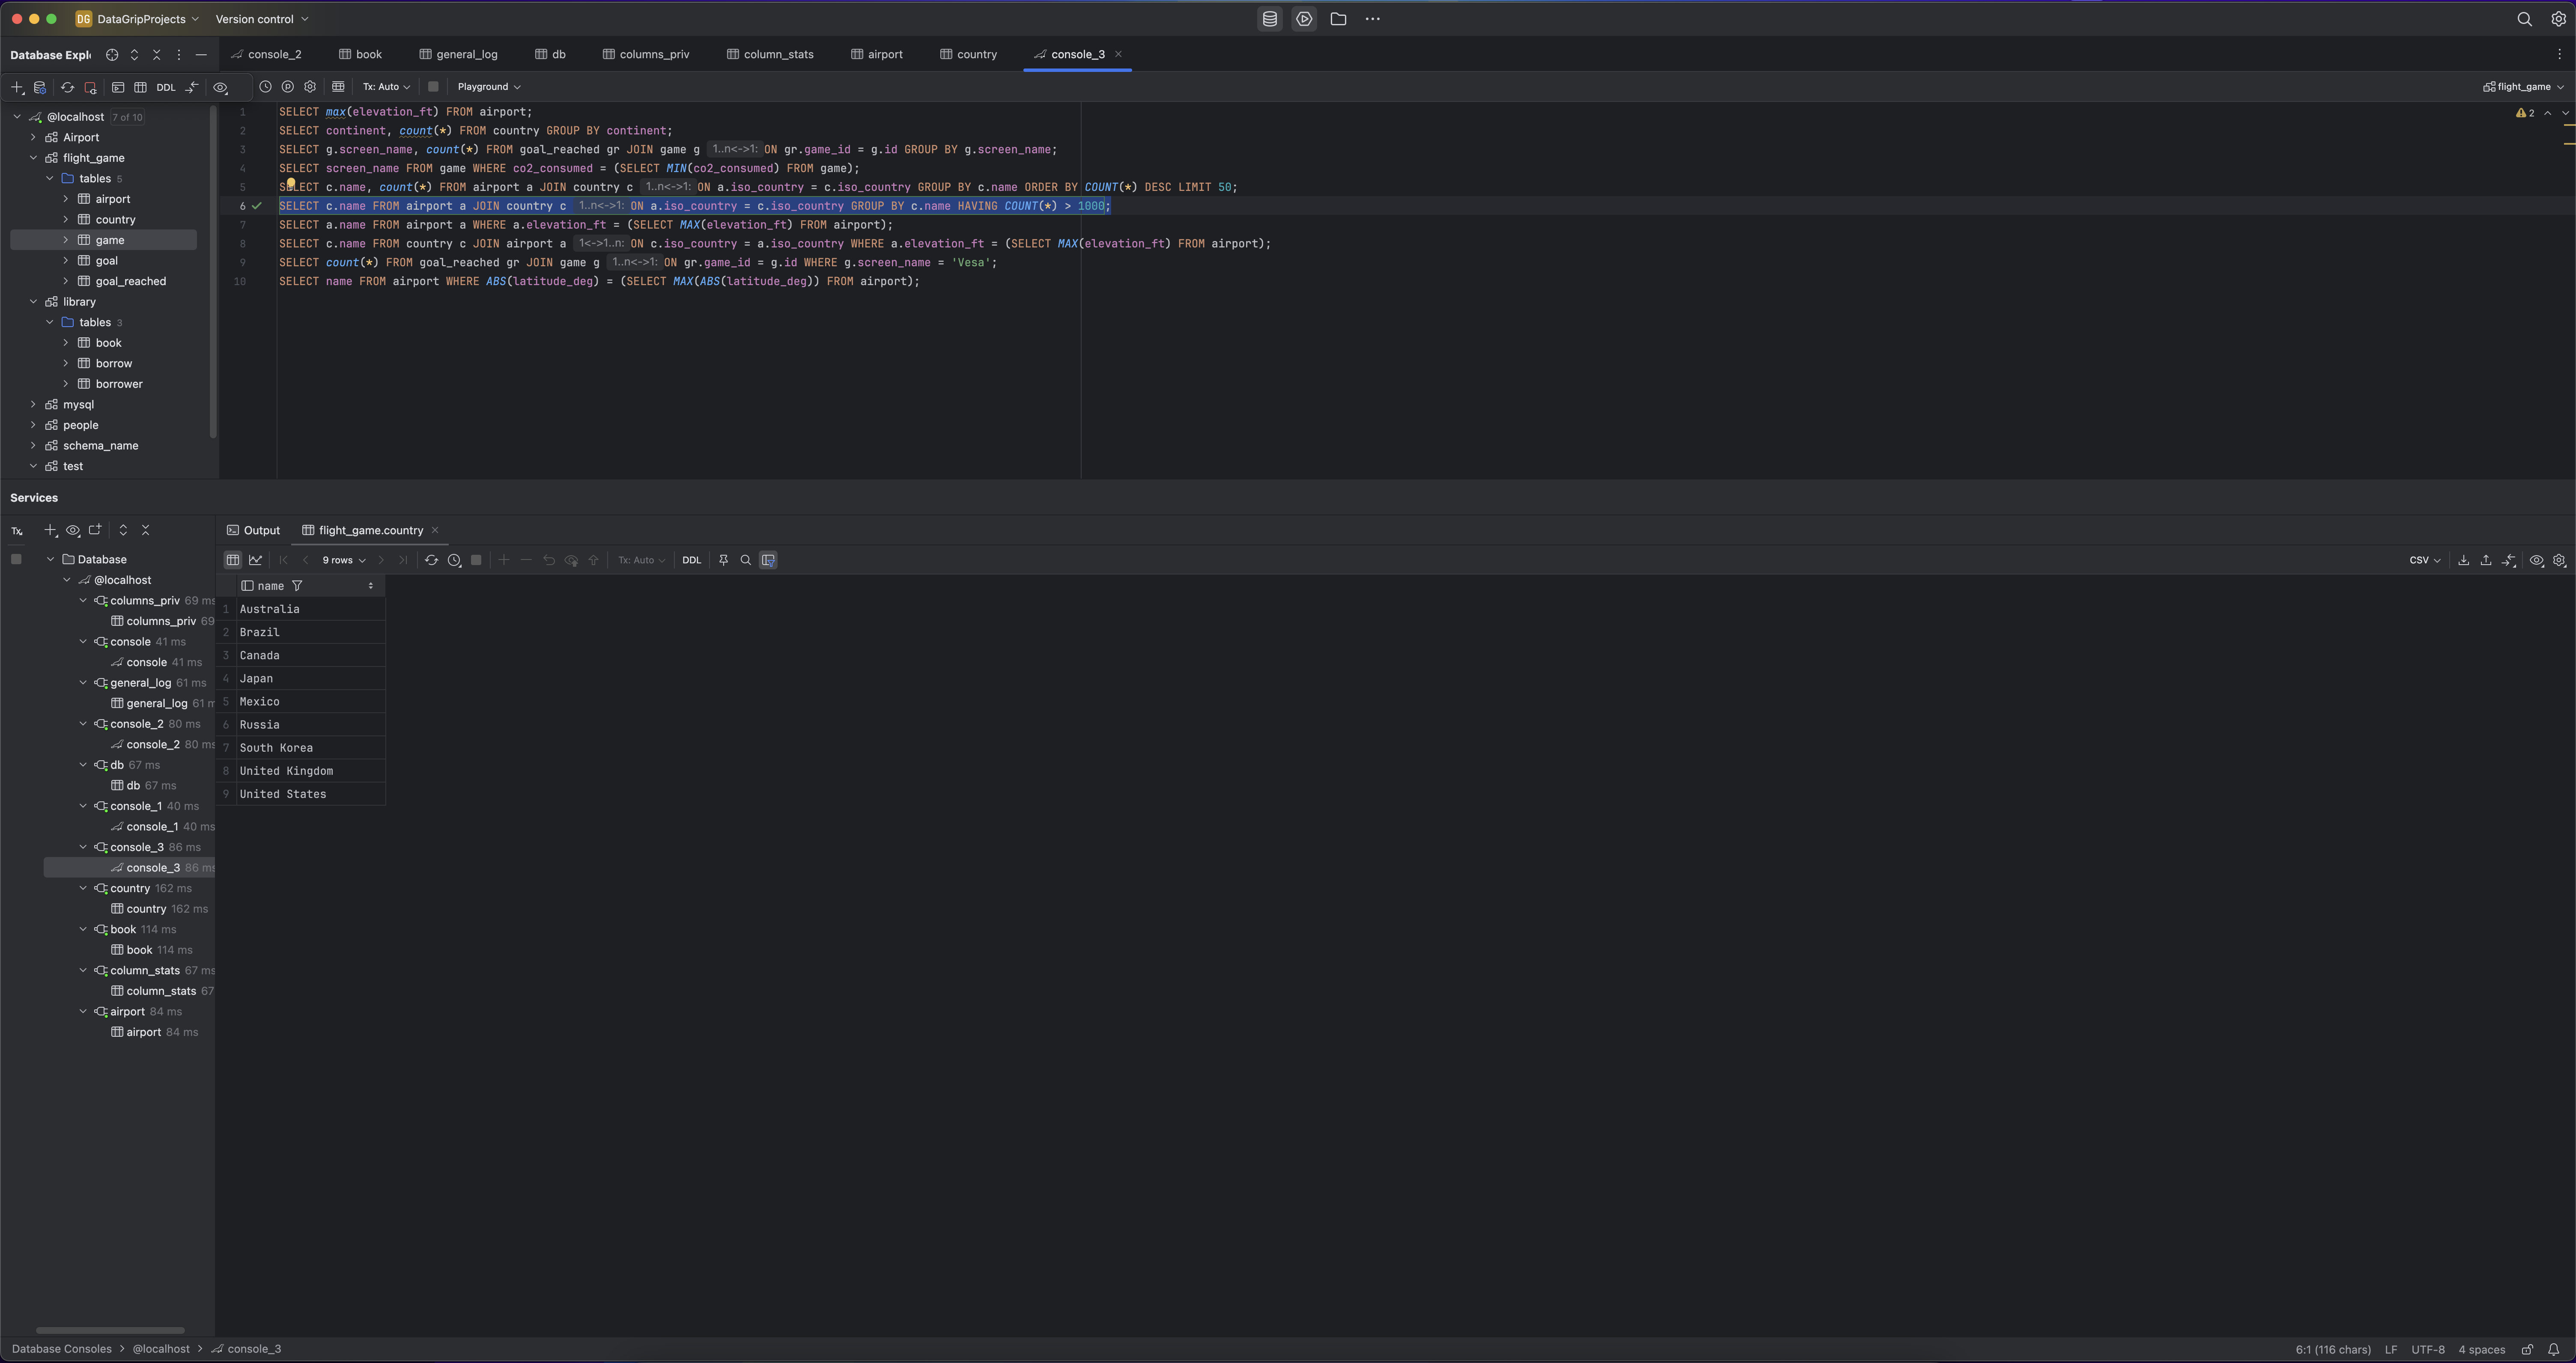 DG DataGripProjects Version control
Database Expl
console_2 book general_log db columns_priv column_stats airport country console_3
DDL Tx: Auto Playground flight_game
@localhost 7 of 10
Airport
flight_game
tables 5
airport
country
game
goal
goal_reached
library
tables 3
book
borrow
borrower
mysql
people
schema_name
test
2
1 SELECT max(elevation_ft) FROM airport;
2 SELECT continent, count(*) FROM country GROUP BY continent;
3 SELECT g.screen_name, count(*) FROM goal_reached gr JOIN game g 1..n<->1: ON gr.game_id = g.id GROUP BY g.screen_name;
4 SELECT screen_name FROM game WHERE co2_consumed = (SELECT MIN(co2_consumed) FROM game);
5 SELECT c.name, count(*) FROM airport a JOIN country c 1..n<->1: ON a.iso_country = c.iso_country GROUP BY c.name ORDER BY COUNT(*) DESC LIMIT 50;
6 SELECT c.name FROM airport a JOIN country c 1..n<->1: ON a.iso_country = c.iso_country GROUP BY c.name HAVING COUNT(*) > 1000;
7 SELECT a.name FROM airport a WHERE a.elevation_ft = (SELECT MAX(elevation_ft) FROM airport);
8 SELECT c.name FROM country c JOIN airport a 1<->1..n: ON c.iso_country = a.iso_country WHERE a.elevation_ft = (SELECT MAX(elevation_ft) FROM airport);
9 SELECT count(*) FROM goal_reached gr JOIN game g 1..n<->1: ON gr.game_id = g.id WHERE g.screen_name = 'Vesa';
10 SELECT name FROM airport WHERE ABS(latitude_deg) = (SELECT MAX(ABS(latitude_deg)) FROM airport);
Services
Tx
Database
@localhost
columns_priv 69 ms
columns_priv 69
console 41 ms
console 41 ms
general_log 61 ms
general_log 61 m
console_2 80 ms
console_2 80 ms
db 67 ms
db 67 ms
console_1 40 ms
console_1 40 ms
console_3 86 ms
console_3 86 ms
country 162 ms
country 162 ms
book 114 ms
book 114 ms
column_stats 67 ms
column_stats 67
airport 84 ms
airport 84 ms
Output flight_game.country
9 rows Tx: Auto DDL CSV
name
1 Australia
2 Brazil
3 Canada
4 Japan
5 Mexico
6 Russia
7 South Korea
8 United Kingdom
9 United States
Database Consoles > @localhost > console_3
6:1 (116 chars) LF UTF-8 4 spaces